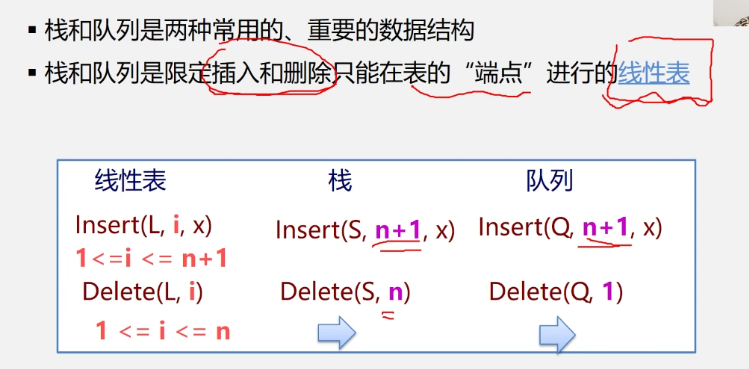 ▪ 栈和队列是两种常用的、重要的数据结构
▪ 栈和队列是限定插入和删除只能在表的“端点”进行的线性表
线性表 栈 队列
Insert(L, i, x) Insert(S, n+1, x) Insert(Q, n+1, x)
1<=i <= n+1
Delete(L, i) Delete(S, n) Delete(Q, 1)
1 <= i <= n